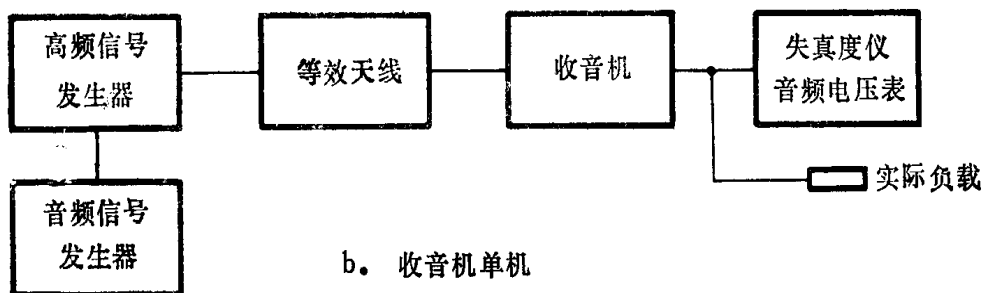 高频信号
发生器
等效天线
收音机
失真度仪
音频电压表
实际负载
音频信号
发生器
b. 收音机单机